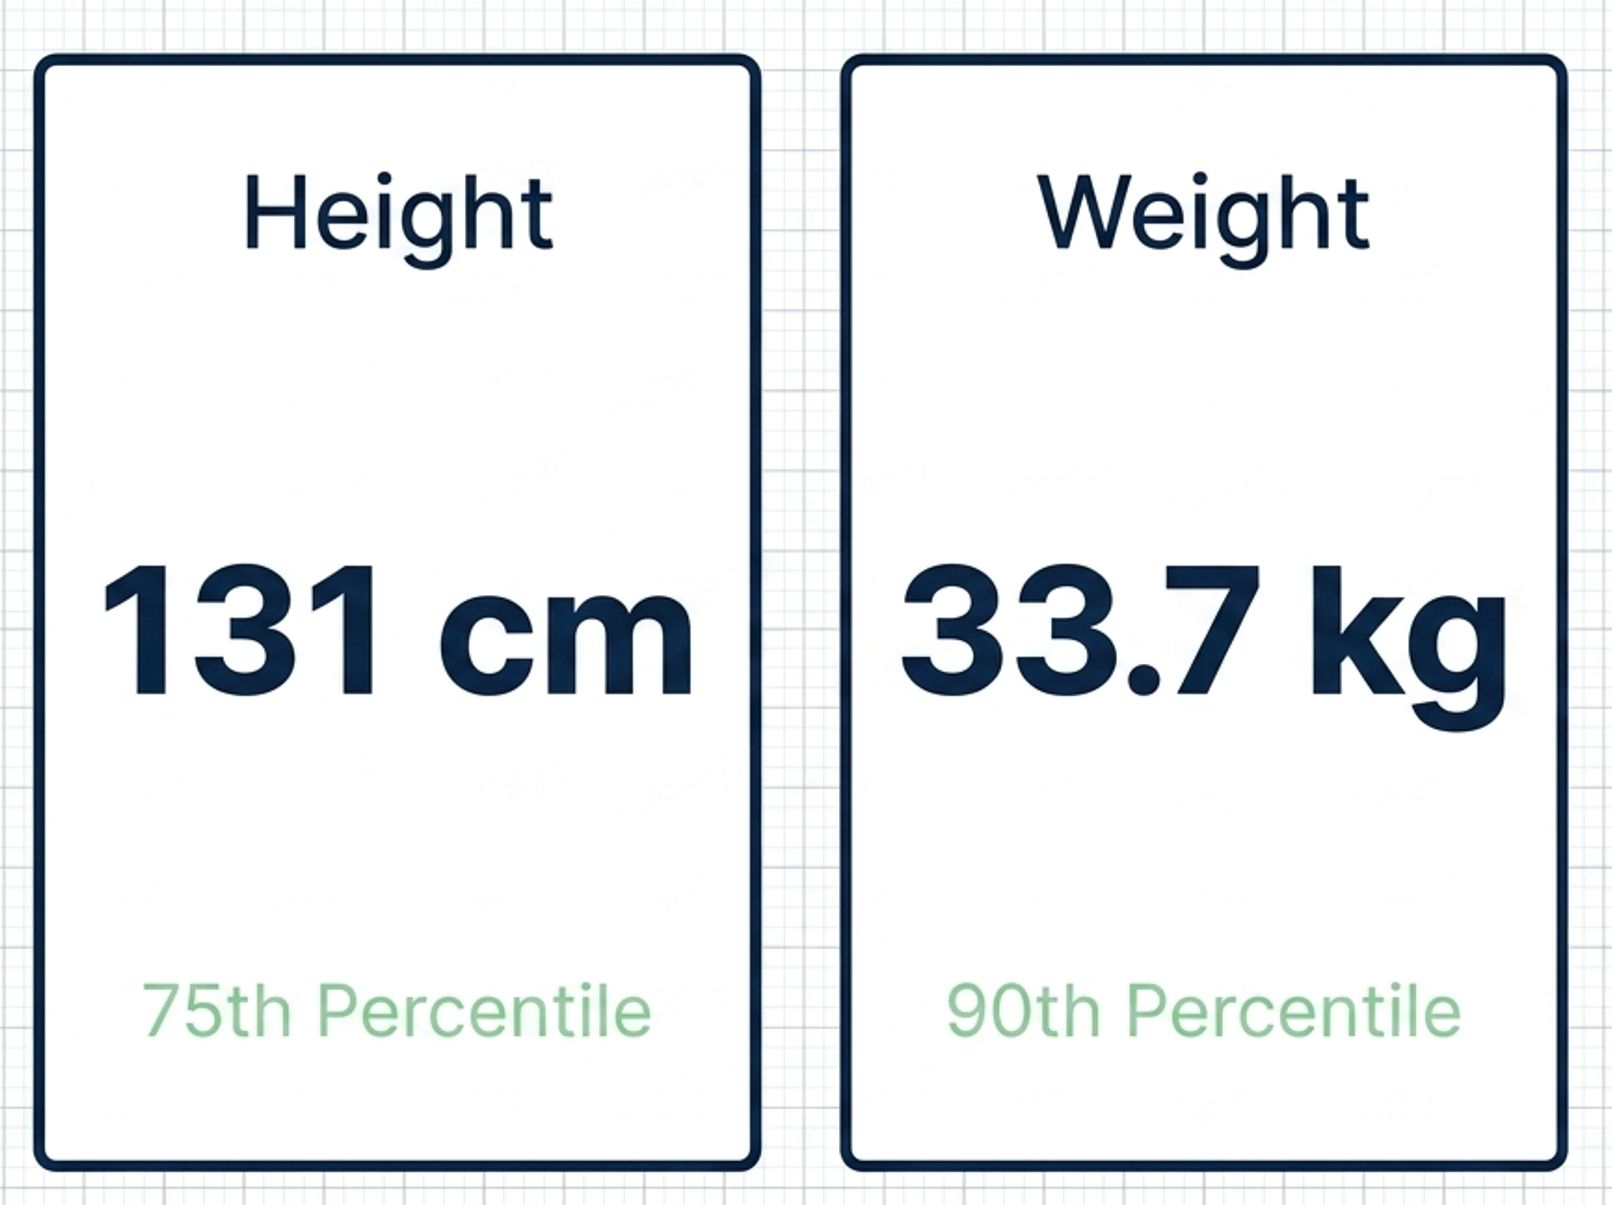 Height
131 cm
75th Percentile
Weight
33.7 kg
90th Percentile